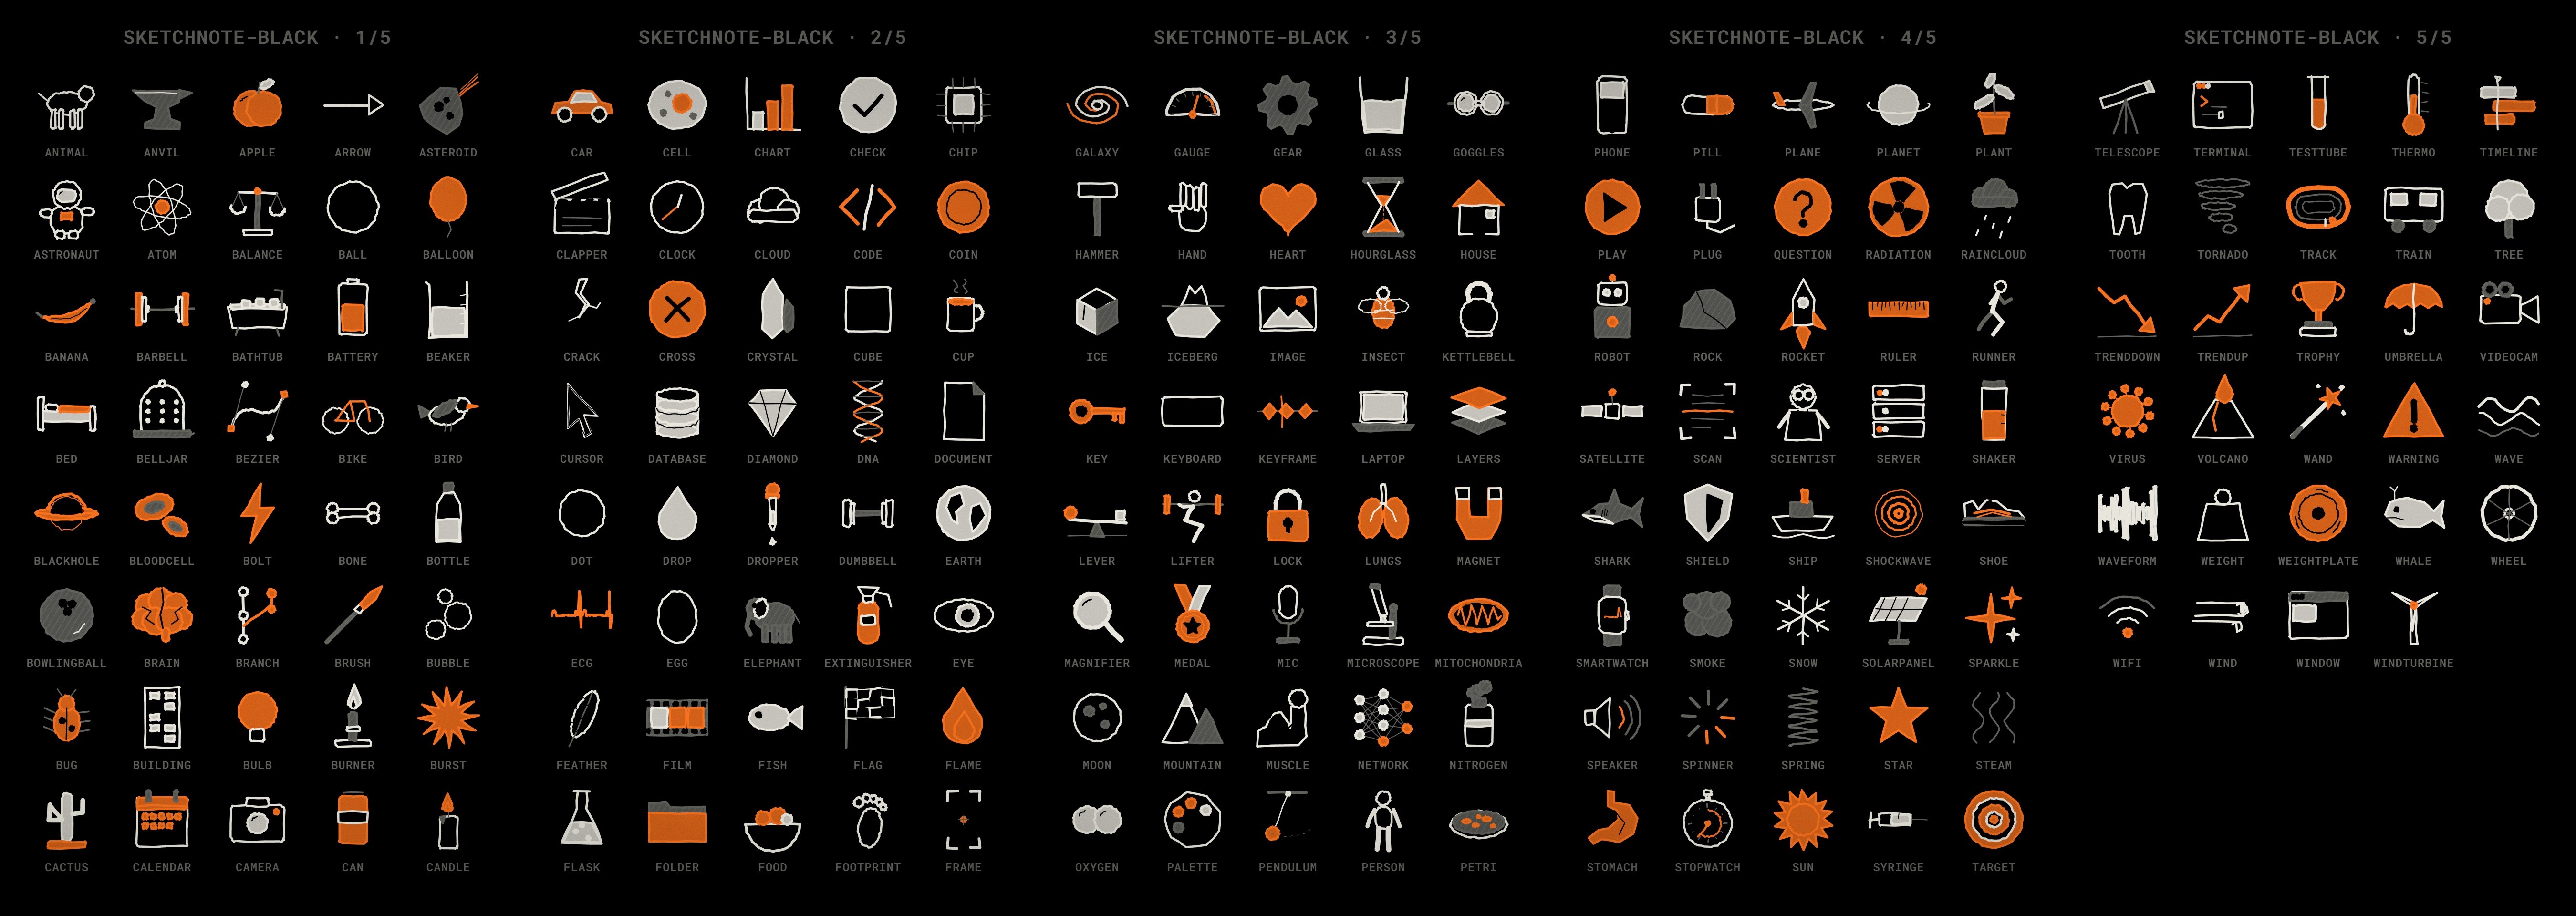 SKETCHNOTE-BLACK · 1/5
ANIMAL ANVIL APPLE ARROW ASTEROID
ASTRONAUT ATOM BALANCE BALL BALLOON
BANANA BARBELL BATHTUB BATTERY BEAKER
BED BELLJAR BEZIER BIKE BIRD
BLACKHOLE BLOODCELL BOLT BONE BOTTLE
BOWLINGBALL BRAIN BRANCH BRUSH BUBBLE
BUG BUILDING BULB BURNER BURST
CACTUS CALENDAR CAMERA CAN CANDLE
SKETCHNOTE-BLACK · 2/5
CAR CELL CHART CHECK CHIP
CLAPPER CLOCK CLOUD CODE COIN
CRACK CROSS CRYSTAL CUBE CUP
CURSOR DATABASE DIAMOND DNA DOCUMENT
DOT DROP DROPPER DUMBBELL EARTH
ECG EGG ELEPHANT EXTINGUISHER EYE
FEATHER FILM FISH FLAG FLAME
FLASK FOLDER FOOD FOOTPRINT FRAME
SKETCHNOTE-BLACK · 3/5
GALAXY GAUGE GEAR GLASS GOGGLES
HAMMER HAND HEART HOURGLASS HOUSE
ICE ICEBERG IMAGE INSECT KETTLEBELL
KEY KEYBOARD KEYFRAME LAPTOP LAYERS
LEVER LIFTER LOCK LUNGS MAGNET
MAGNIFIER MEDAL MIC MICROSCOPE MITOCHONDRIA
MOON MOUNTAIN MUSCLE NETWORK NITROGEN
OXYGEN PALETTE PENDULUM PERSON PETRI
SKETCHNOTE-BLACK · 4/5
PHONE PILL PLANE PLANET PLANT
PLAY PLUG QUESTION RADIATION RAINCLOUD
ROBOT ROCK ROCKET RULER RUNNER
SATELLITE SCAN SCIENTIST SERVER SHAKER
SHARK SHIELD SHIP SHOCKWAVE SHOE
SMARTWATCH SMOKE SNOW SOLARPANEL SPARKLE
SPEAKER SPINNER SPRING STAR STEAM
STOMACH STOPWATCH SUN SYRINGE TARGET
SKETCHNOTE-BLACK · 5/5
TELESCOPE TERMINAL TESTTUBE THERMO TIMELINE
TOOTH TORNADO TRACK TRAIN TREE
TRENDDOWN TRENDUP TROPHY UMBRELLA VIDEOCAM
VIRUS VOLCANO WAND WARNING WAVE
WAVEFORM WEIGHT WEIGHTPLATE WHALE WHEEL
WIFI WIND WINDOW WINDTURBINE